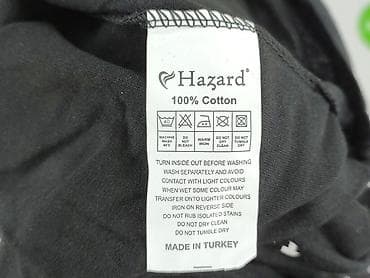 Hazard®
100% Cotton
MACHINE WASH 40°C
DO NOT BLEACH
WARM IRON
DO NOT DRY CLEAN
DO NOT TUMBLE DRY
TURN INSIDE OUT BEFORE WASHING
WASH SEPARATELY AND AVOID
CONTACT WITH LIGHT COLOURS
WHEN WET SOME COLOUR MAY
TRANSFER ONTO LIGHTER COLOURS
IRON ON REVERSE SIDE
DO NOT RUB ISOLATED STAINS
DO NOT DRY CLEAN
DO NOT TUMBLE DRY
MADE IN TURKEY